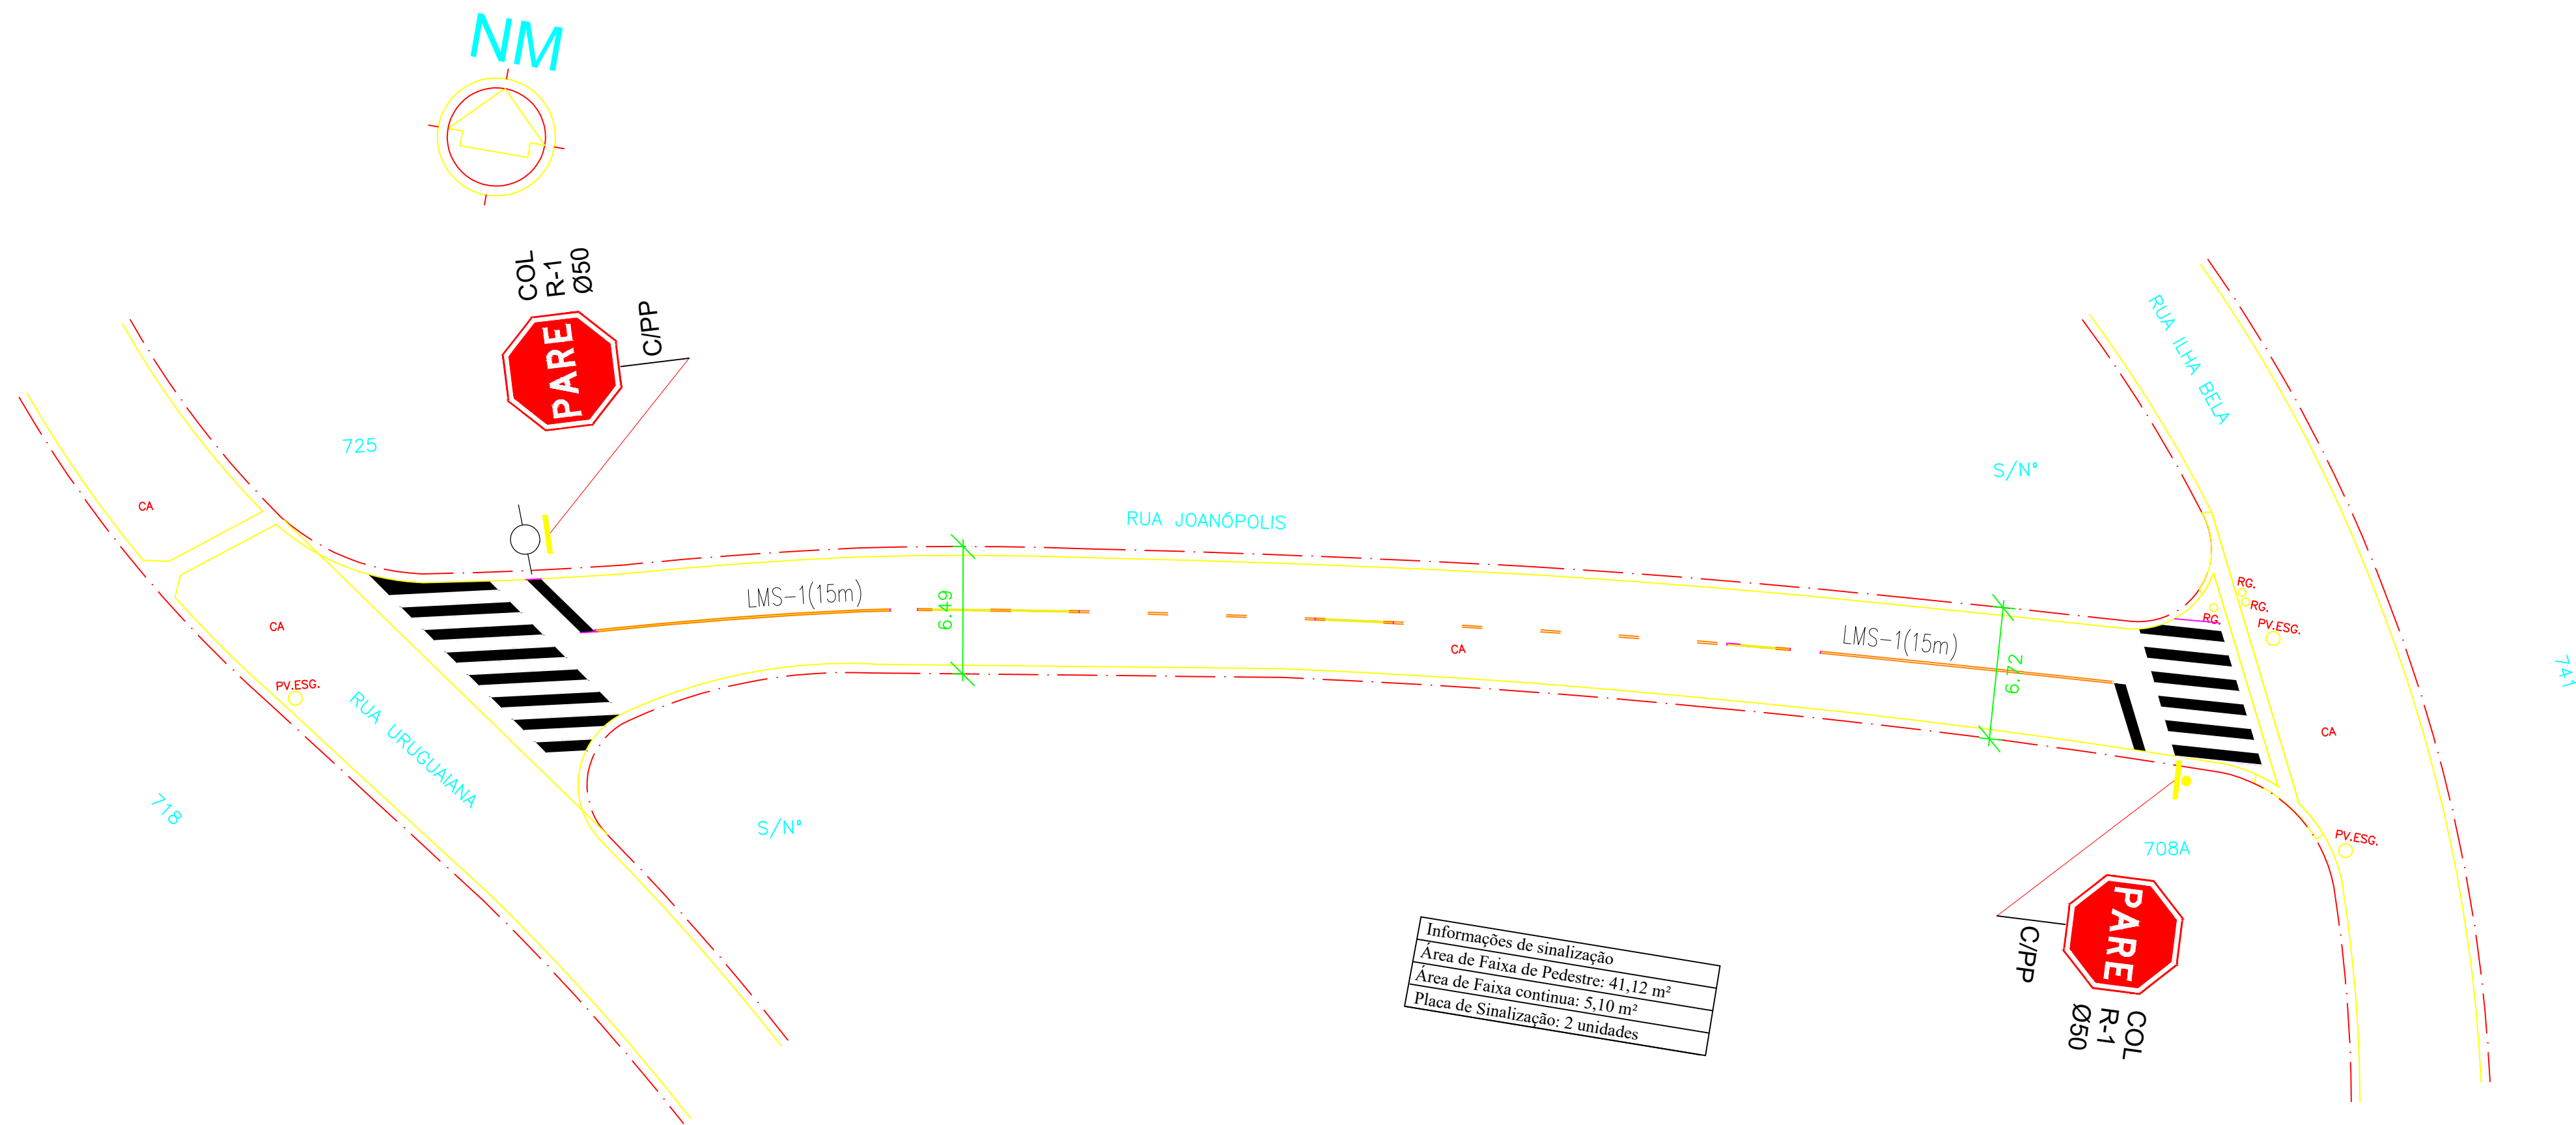 NM
COL
R-1
Ø50
PARE
C/PP
725
CA
CA
PV.ESG.
RUA URUGUAIANA
718
LMS-1(15m)
6.49
RUA JOANÓPOLIS
S/N°
CA
S/N°
LMS-1(15m)
6.72
RUA ILHA BELA
RG.
RG.
RG.
PV.ESG.
741
CA
PV.ESG.
708A
PARE
C/PP
COL
R-1
Ø50
Informações de sinalização
Área de Faixa de Pedestre: 41,12 m²
Área de Faixa continua: 5,10 m²
Placa de Sinalização: 2 unidades